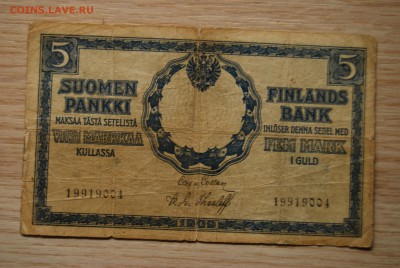 COINS.LAVE.RU
5
5
SUOMEN
PANKKI
MAKSAA TÄSTÄ SETELISTÄ
VIISI MARKKAA
KULLASSA
FINLANDS
BANK
INLÖSER DENNA SEDEL MED
FEM MARK
I GULD
19919004
19919004
1909